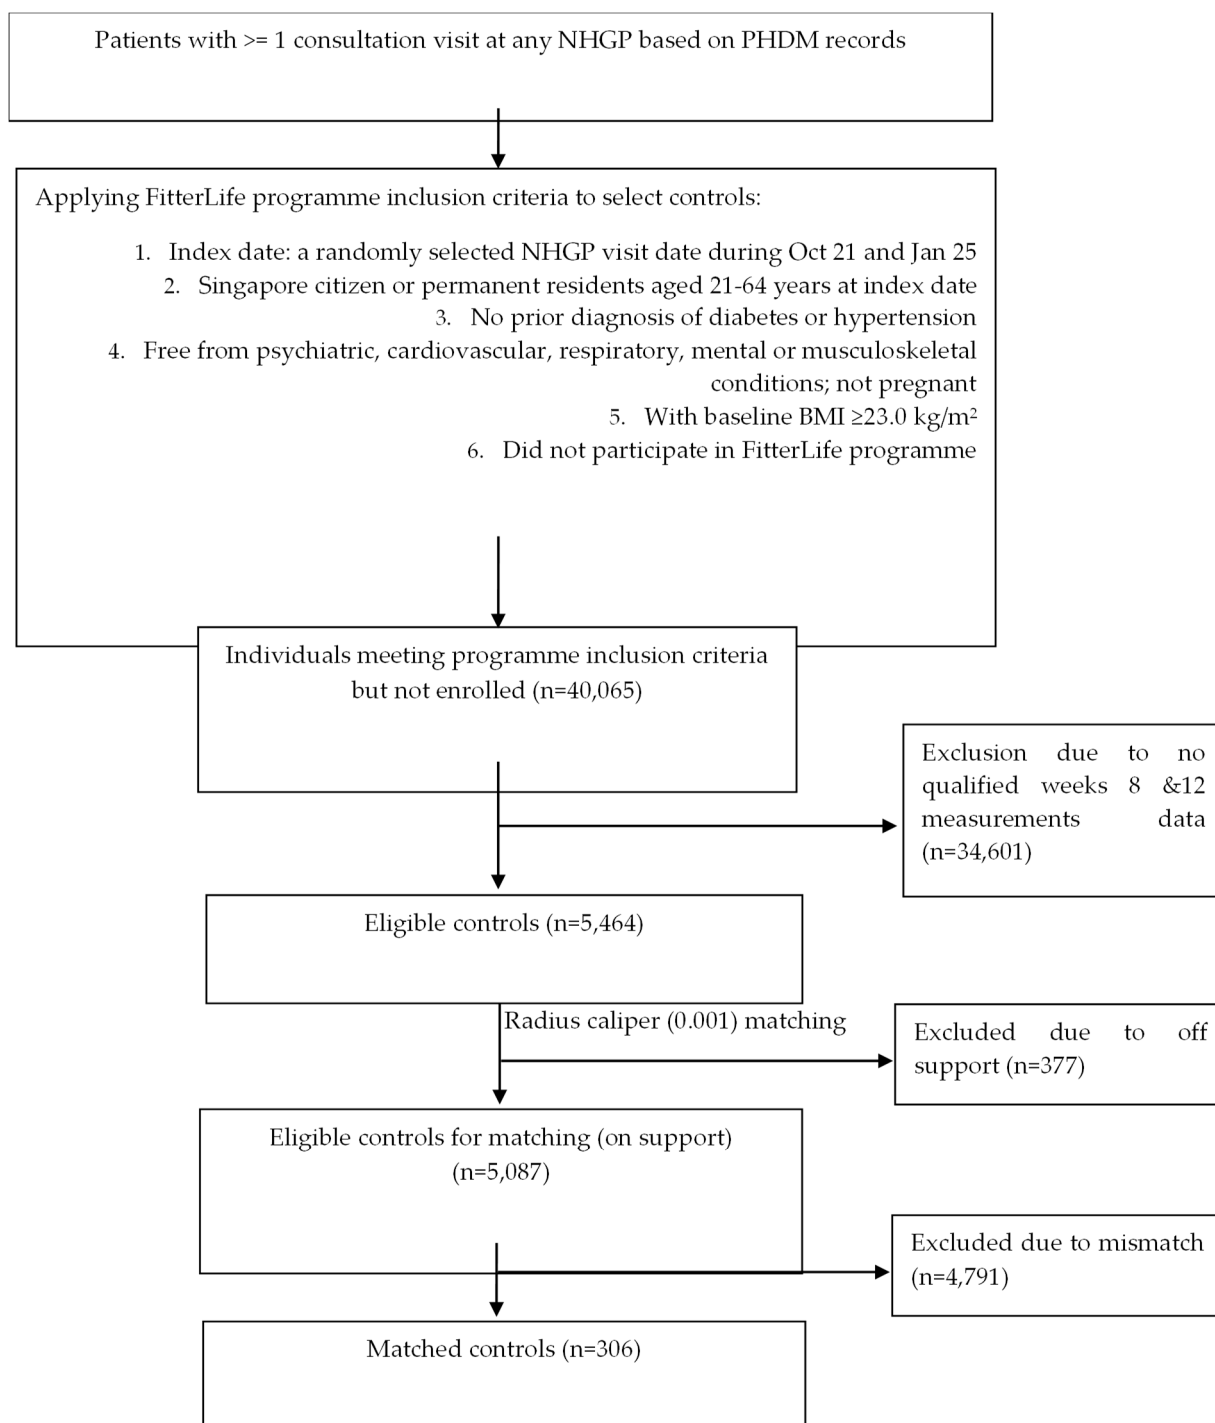 Patients with >= 1 consultation visit at any NHGP based on PHDM records
Applying FitterLife programme inclusion criteria to select controls:
1. Index date: a randomly selected NHGP visit date during Oct 21 and Jan 25
2. Singapore citizen or permanent residents aged 21-64 years at index date
3. No prior diagnosis of diabetes or hypertension
4. Free from psychiatric, cardiovascular, respiratory, mental or musculoskeletal
conditions; not pregnant
5. With baseline BMI ≥23.0 kg/m²
6. Did not participate in FitterLife programme
Individuals meeting programme inclusion criteria
but not enrolled (n=40,065)
Exclusion due to no
qualified weeks 8 &12
measurements data
(n=34,601)
Eligible controls (n=5,464)
Radius caliper (0.001) matching
Excluded due to off
support (n=377)
Eligible controls for matching (on support)
(n=5,087)
Excluded due to mismatch
(n=4,791)
Matched controls (n=306)